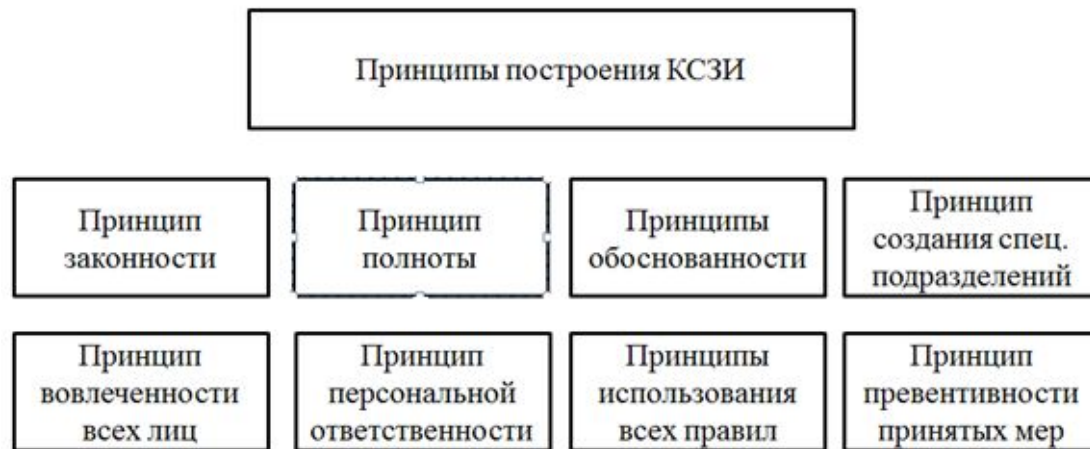 Принципы построения КСЗИ
Принцип
законности
Принцип
полноты
Принципы
обоснованности
Принцип
создания спец.
подразделений
Принцип
вовлеченности
всех лиц
Принцип
персональной
ответственности
Принципы
использования
всех правил
Принцип
превентивности
принятых мер